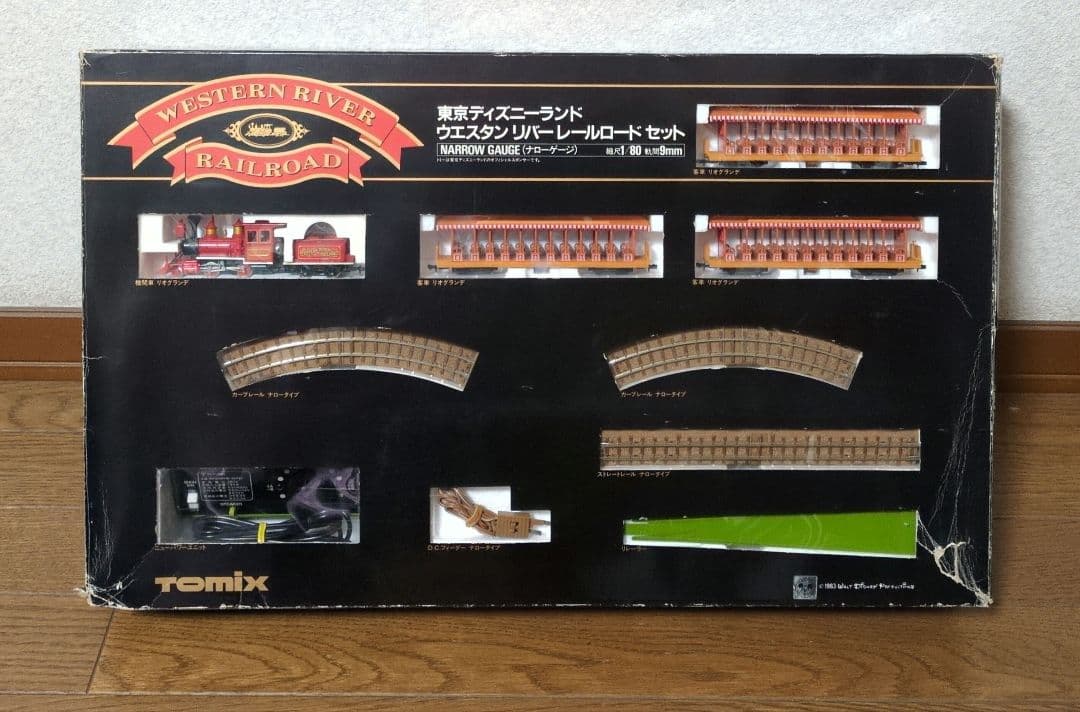 WESTERN RIVER
RAILROAD
東京ディズニーランド
ウエスタン リバー レールロード セット
NARROW GAUGE (ナローゲージ) 縮尺1/80 軌間9mm
客車 リオグランデ
機関車 リオグランデ
客車 リオグランデ
客車 リオグランデ
カーブレール ナロータイプ
カーブレール ナロータイプ
ストレートレール ナロータイプ
ニューパワーユニット
D.C.フィーダー ナロータイプ
リレーラー
TOMIX
© 1983 WALT DISNEY PRODUCTIONS